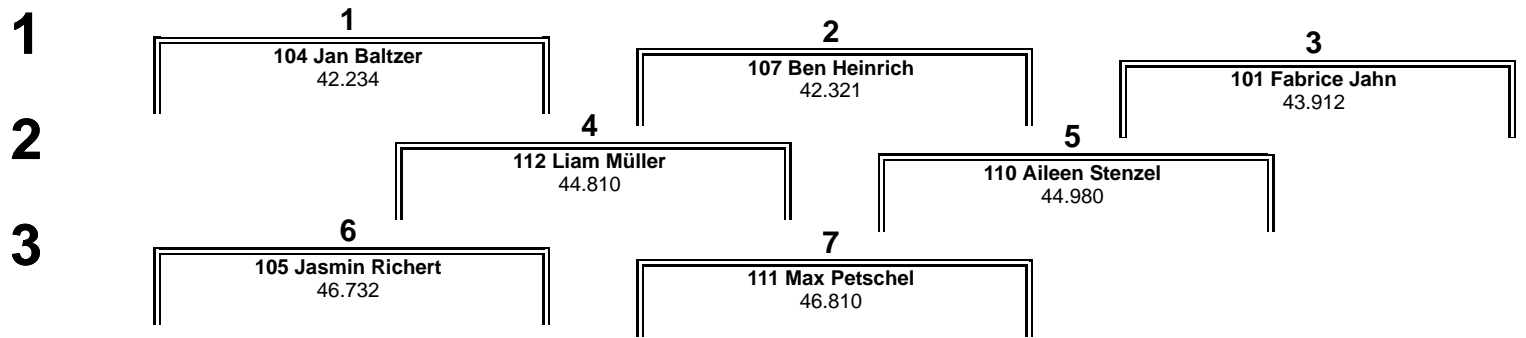 1
1
104 Jan Baltzer
42.234
2
107 Ben Heinrich
42.321
3
101 Fabrice Jahn
43.912
2
4
112 Liam Müller
44.810
5
110 Aileen Stenzel
44.980
3
6
105 Jasmin Richert
46.732
7
111 Max Petschel
46.810